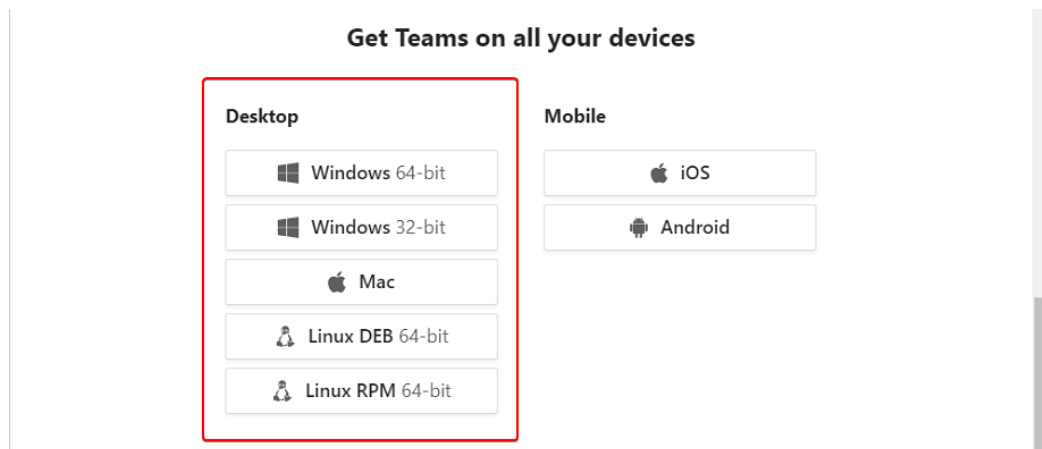 Get Teams on all your devices
Desktop
Windows 64-bit
Windows 32-bit
Mac
Linux DEB 64-bit
Linux RPM 64-bit
Mobile
iOS
Android